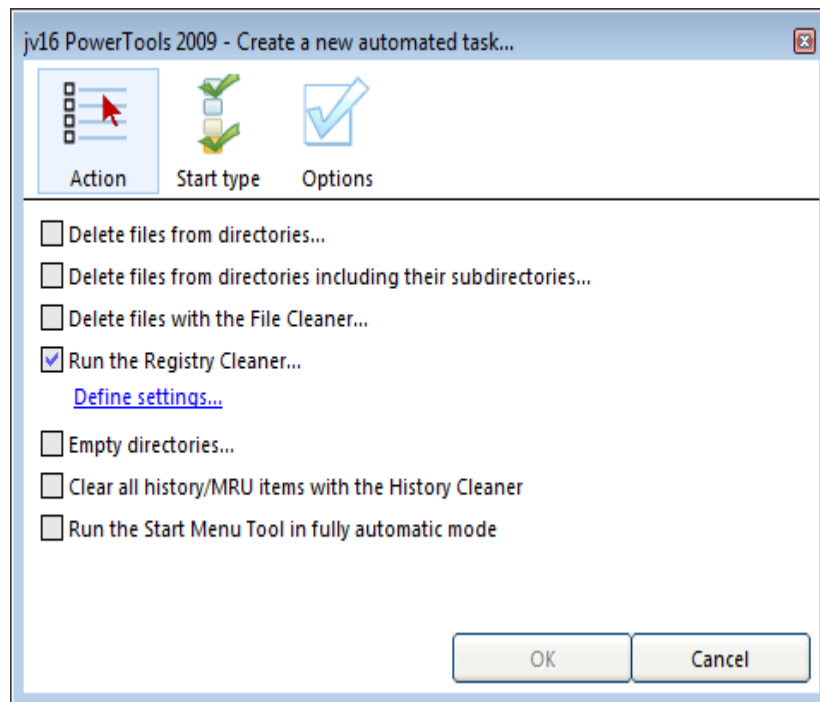 jv16 PowerTools 2009 - Create a new automated task...
Action Start type Options
Delete files from directories...
Delete files from directories including their subdirectories...
Delete files with the File Cleaner...
Run the Registry Cleaner...
Define settings...
Empty directories...
Clear all history/MRU items with the History Cleaner
Run the Start Menu Tool in fully automatic mode
OK Cancel